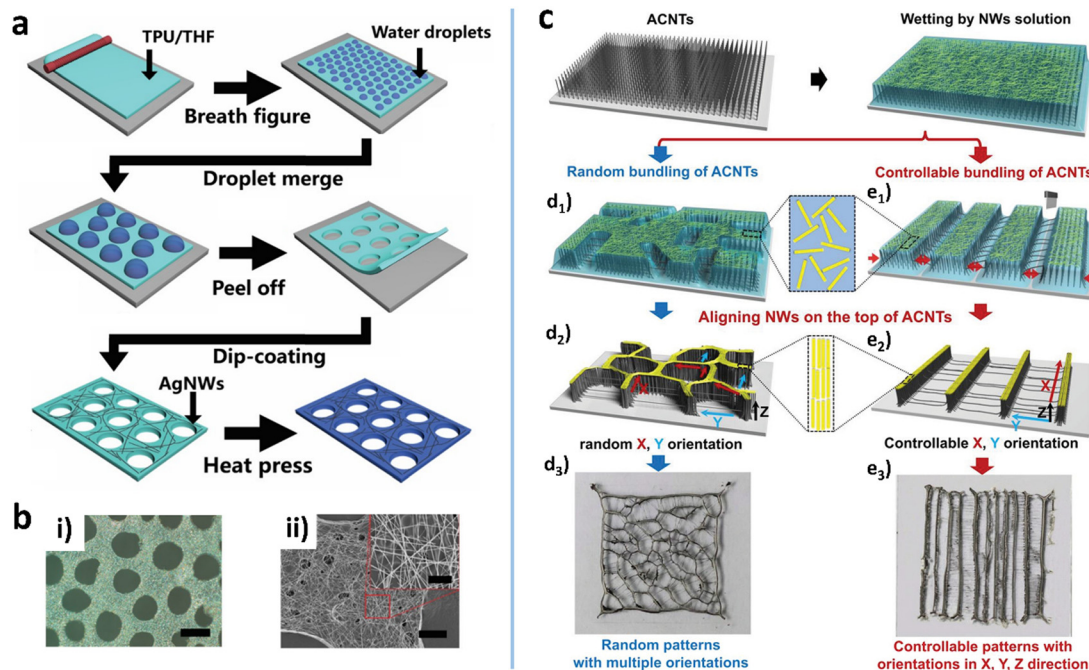 a
TPU/THF
Water droplets
Breath figure
Droplet merge
Peel off
Dip-coating
AgNWs
Heat press
b
i)
ii)
c
ACNTs
Wetting by NWs solution
Random bundling of ACNTs
Controllable bundling of ACNTs
d₁)
e₁)
Aligning NWs on the top of ACNTs
d₂)
X
Y
Z
e₂)
X
Y
Z
random X, Y orientation
Controllable X, Y orientation
d₃)
e₃)
Random patterns
with multiple orientations
Controllable patterns with
orientations in X, Y, Z direction